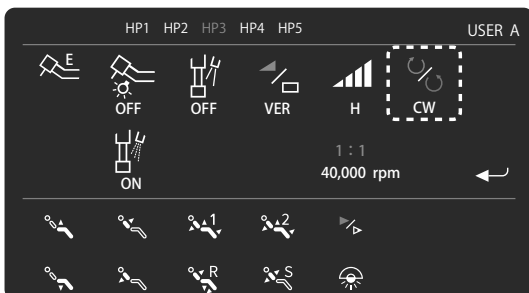 HP1 HP2 HP3 HP4 HP5 USER A
E
OFF OFF VER H CW
ON
1 : 1
40,000 rpm
1 2
R S